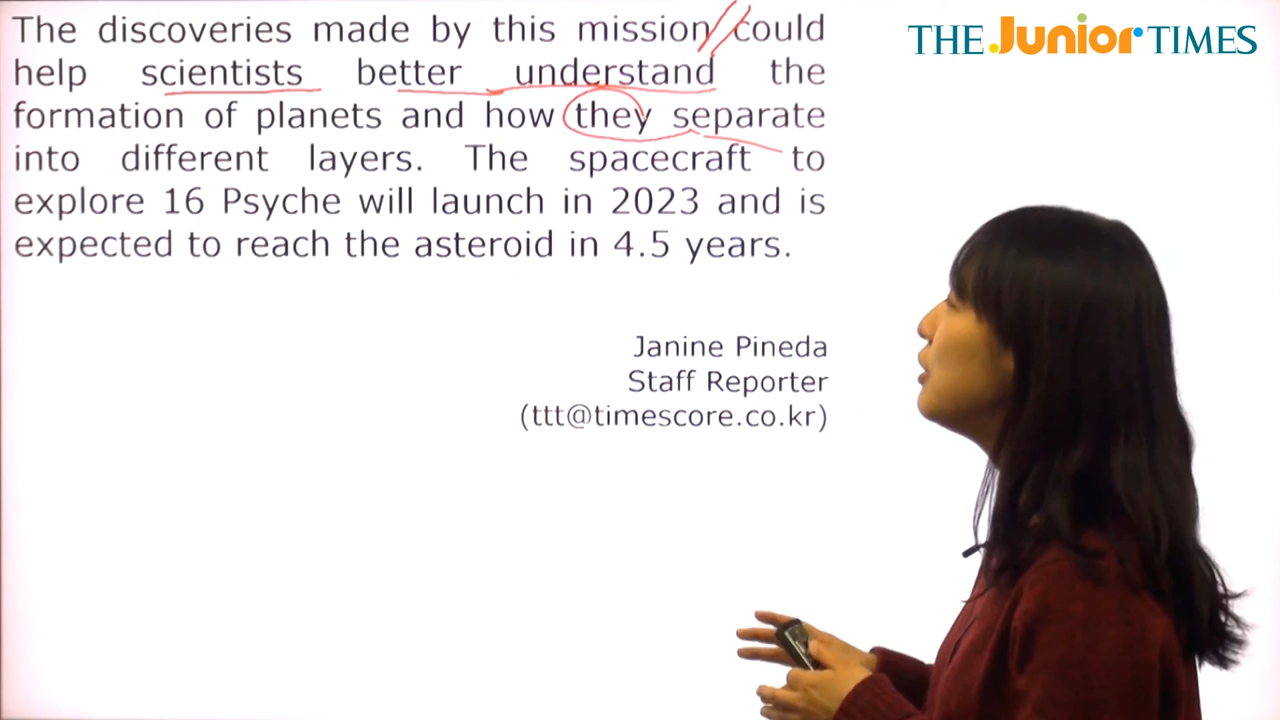 The discoveries made by this mission could
help scientists better understand the
formation of planets and how they separate
into different layers. The spacecraft to
explore 16 Psyche will launch in 2023 and is
expected to reach the asteroid in 4.5 years.
Janine Pineda
Staff Reporter
(ttt@timescore.co.kr)
THE Junior TIMES